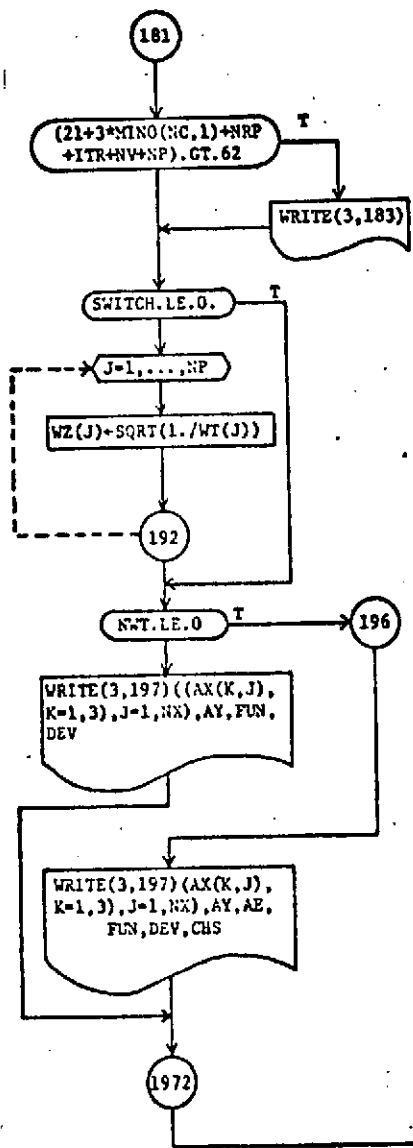 181
(21+3*MINO(NC,1)+NRP
+ITR+NV+NP).GT.62
T
WRITE(3,183)
SWITCH.LE.0.
T
J=1,...,NP
WZ(J)←SQRT(1./WT(J))
192
NWT.LE.0
T
196
WRITE(3,197)((AX(K,J),
K=1,3),J=1,NX),AY,FUN,
DEV
WRITE(3,197)(AX(K,J),
K=1,3),J=1,NX),AY,AE,
FUN,DEV,CHS
1972